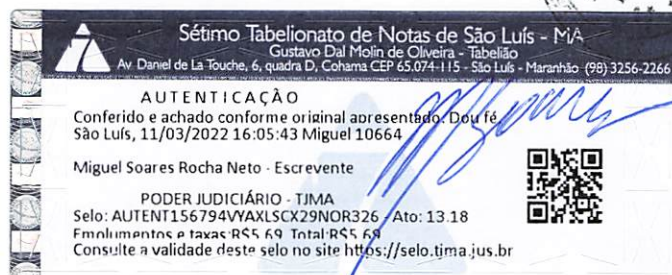 Sétimo Tabelionato de Notas de São Luís - MA
Gustavo Dal Molin de Oliveira - Tabelião
Av. Daniel de La Touche, 6, quadra D, Cohama CEP 65.074-115 - São Luís - Maranhão (98) 3256-2266
AUTENTICAÇÃO
Conferido e achado conforme original apresentado. Dou fé.
São Luís, 11/03/2022 16:05:43 Miguel 10664
Miguel Soares Rocha Neto - Escrevente
PODER JUDICIÁRIO - TJMA
Selo: AUTENT156794VYAXLSCX29NOR326 - Ato: 13.18
Emolumentos e taxas:R$5,69 Total:R$5,69
Consulte a validade deste selo no site https://selo.tjma.jus.br